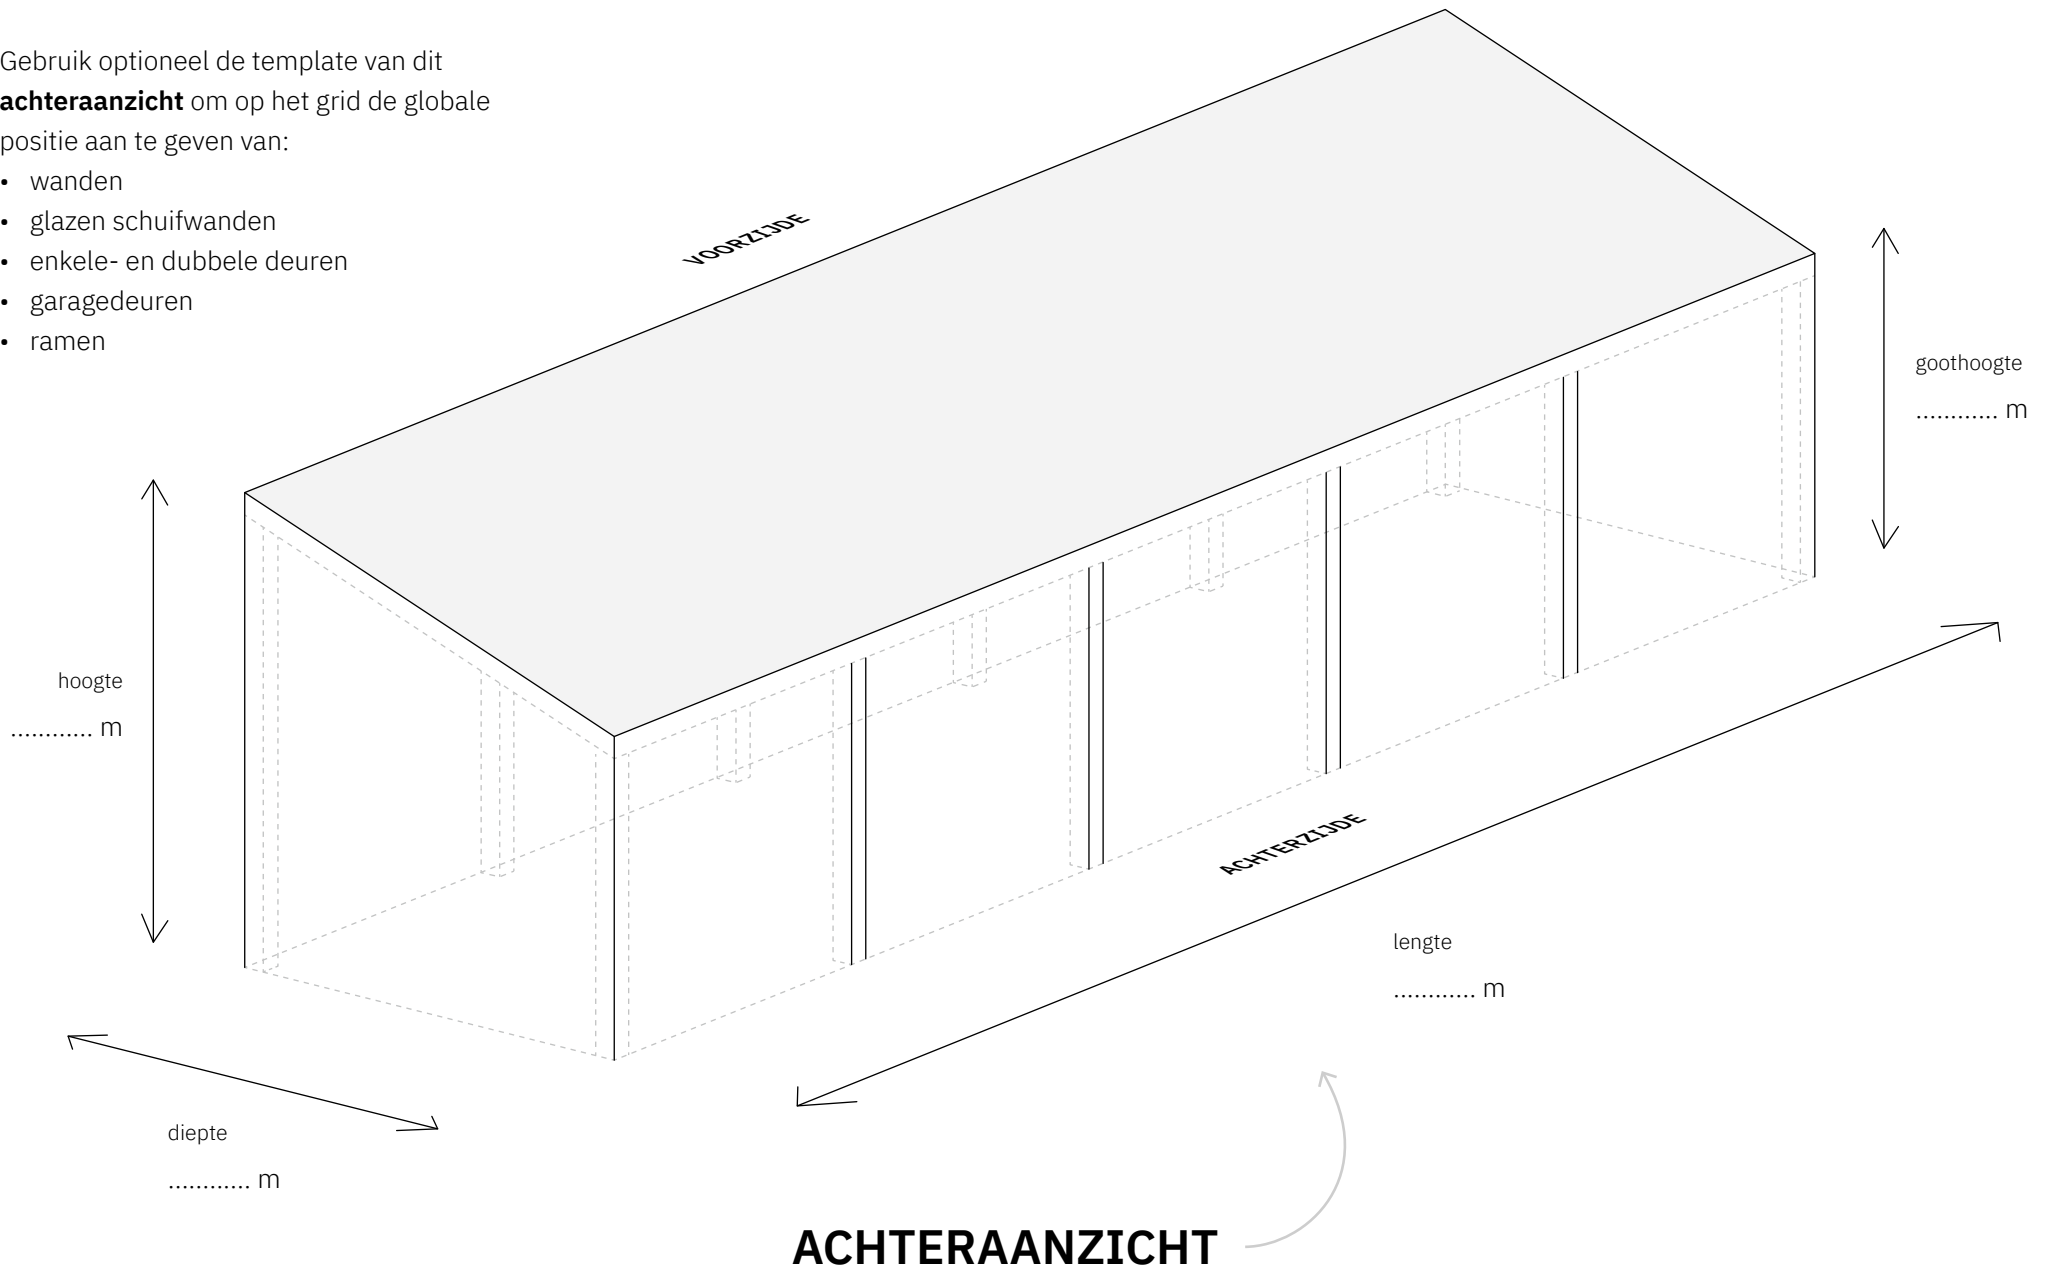 Gebruik optioneel de template van dit
achteraanzicht om op het grid de globale
positie aan te geven van:
• wanden
• glazen schuifwanden
• enkele- en dubbele deuren
• garagedeuren
• ramen
VOORZIJDE
goothoogte
............ m
hoogte
............ m
ACHTERZIJDE
lengte
............ m
diepte
............ m
ACHTERAANZICHT